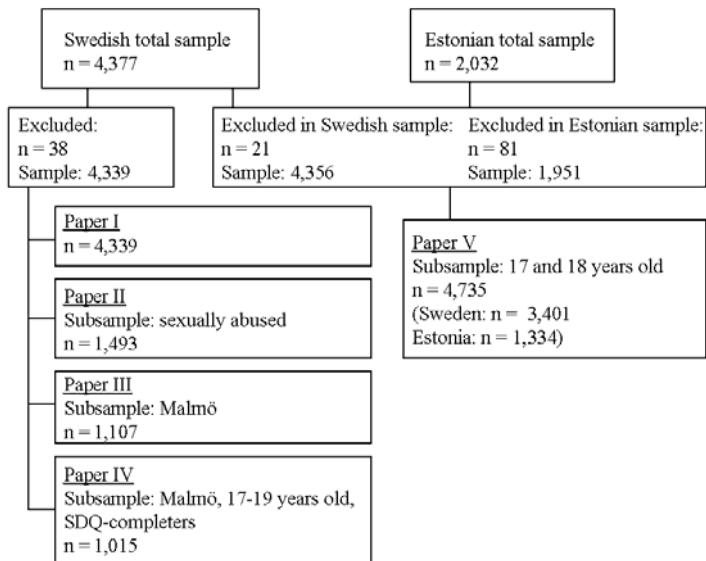 Swedish total sample
n = 4,377
Estonian total sample
n = 2,032
Excluded:
n = 38
Sample: 4,339
Excluded in Swedish sample:
n = 21
Sample: 4,356
Excluded in Estonian sample:
n = 81
Sample: 1,951
Paper I
n = 4,339
Paper II
Subsample: sexually abused
n = 1,493
Paper III
Subsample: Malmö
n = 1,107
Paper IV
Subsample: Malmö, 17-19 years old,
SDQ-completers
n = 1,015
Paper V
Subsample: 17 and 18 years old
n = 4,735
(Sweden: n = 3,401
Estonia: n = 1,334)